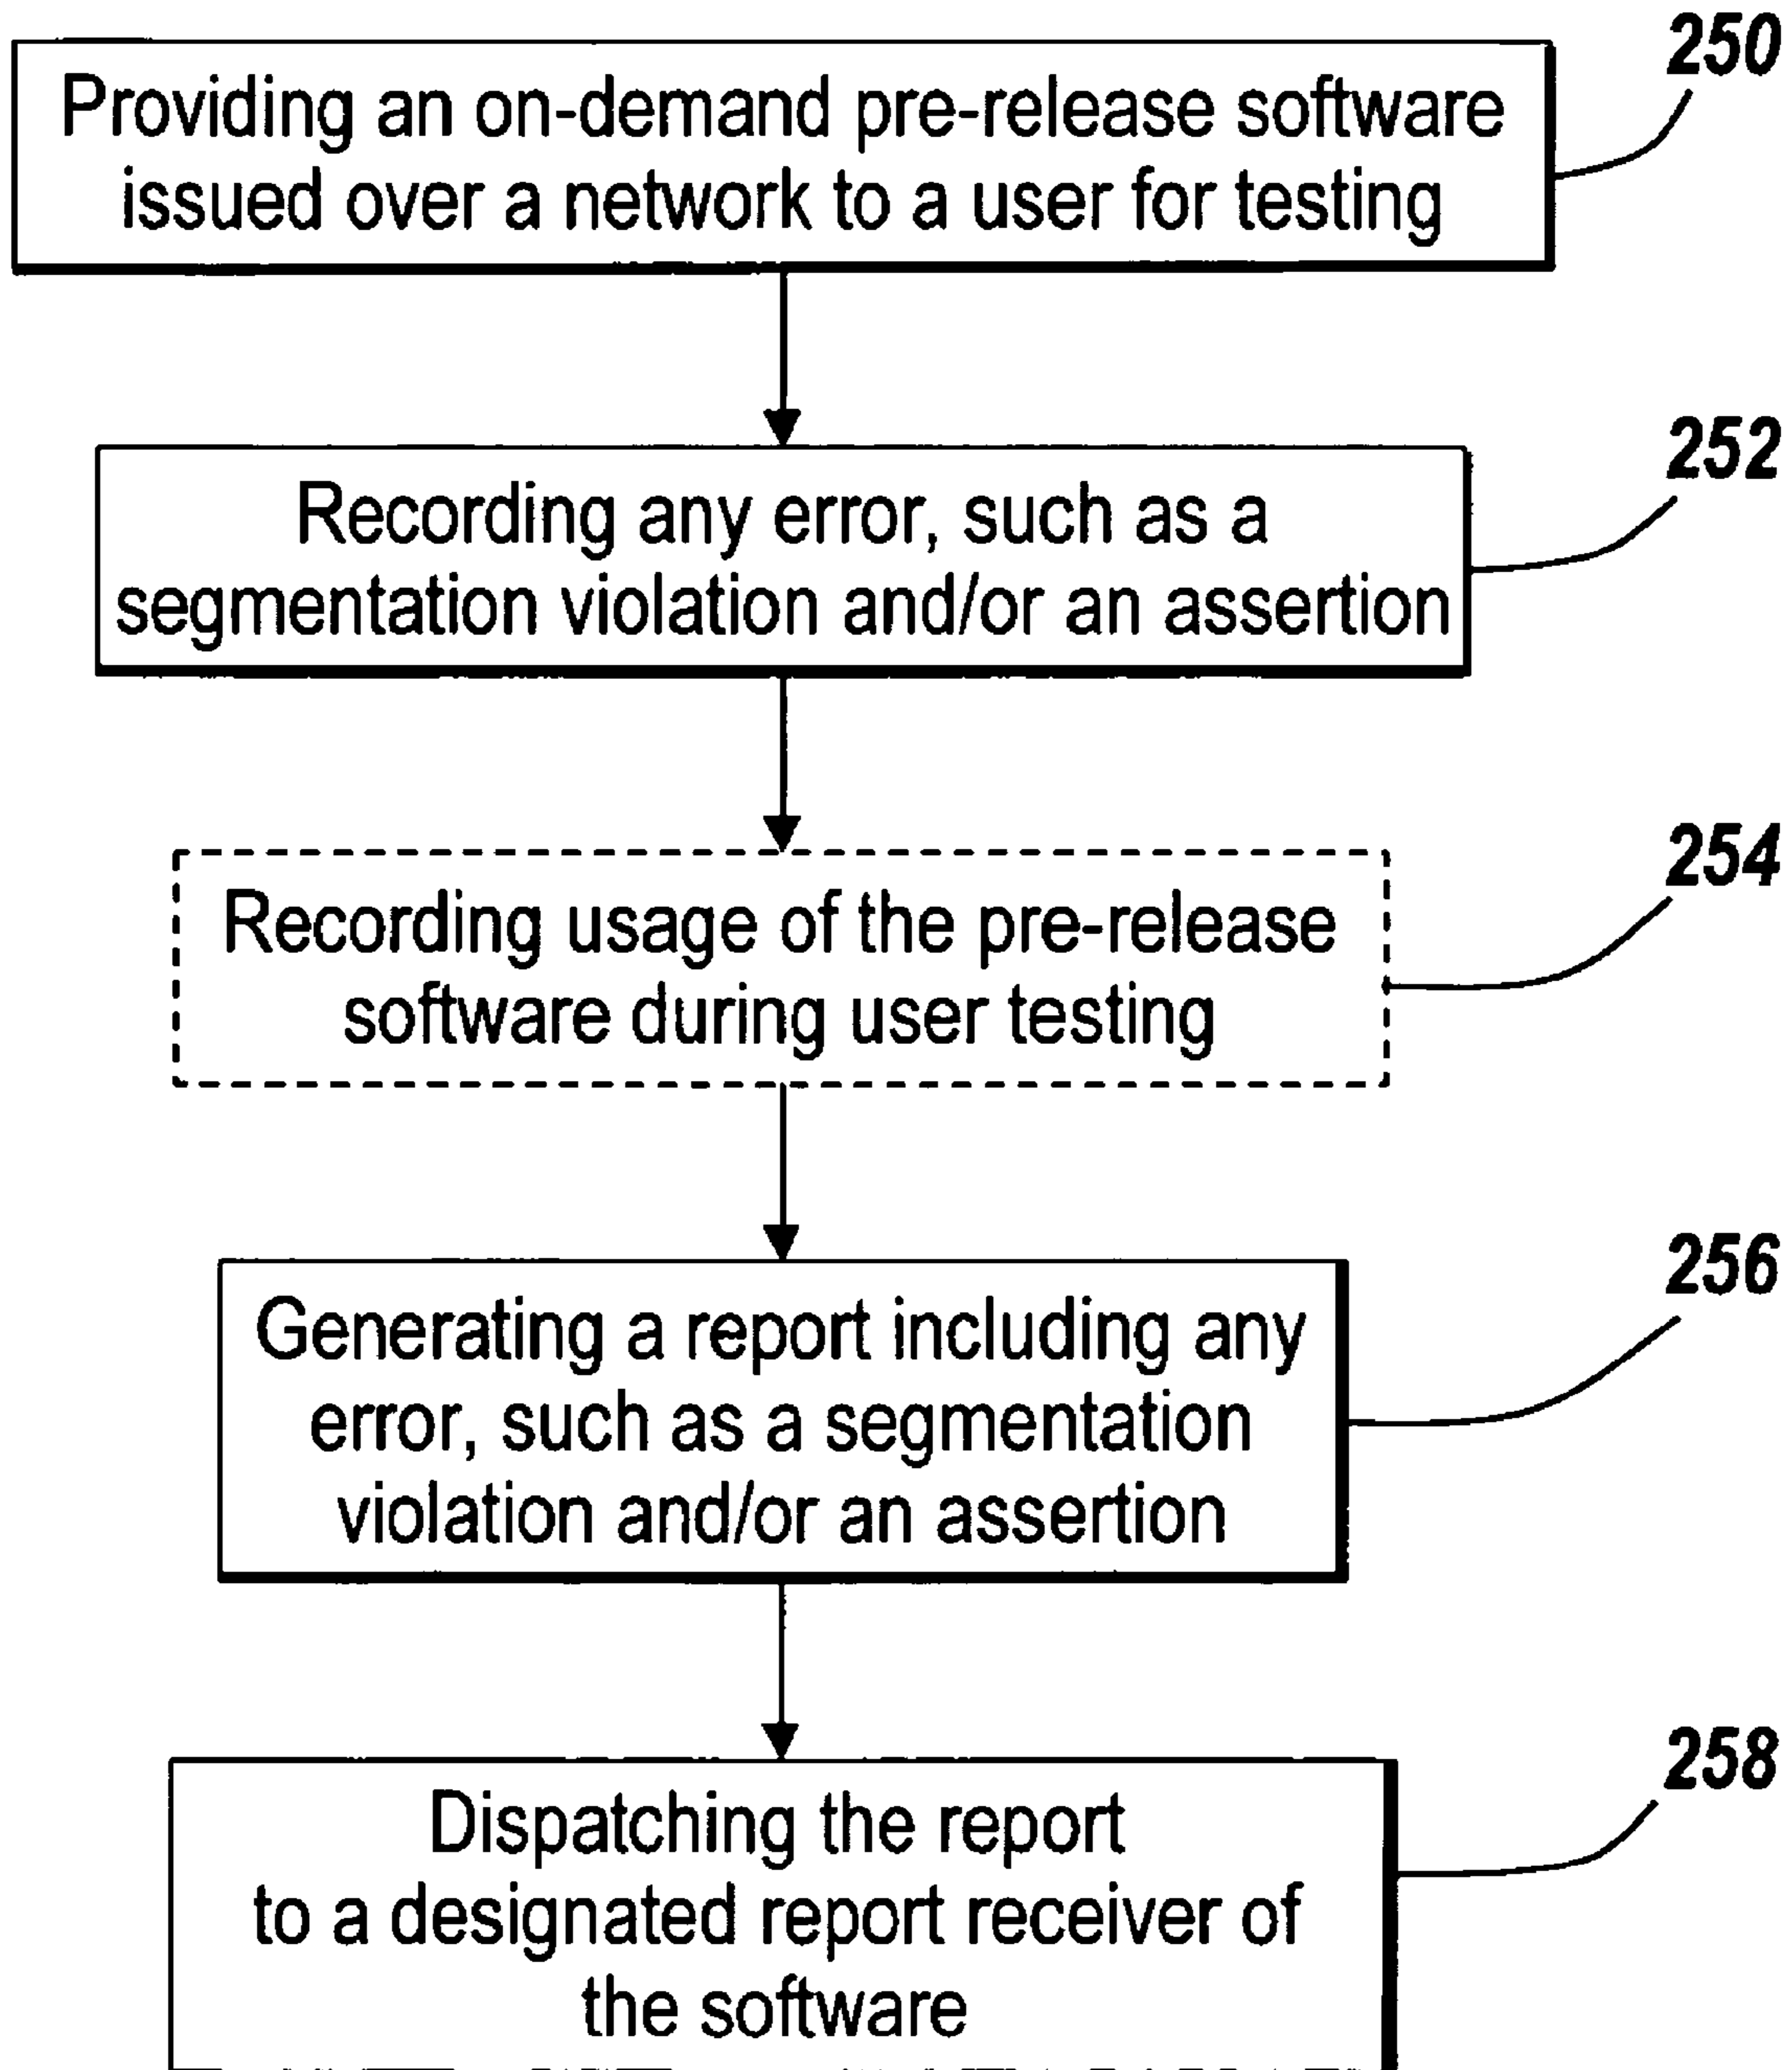 250
Providing an on-demand pre-release software
issued over a network to a user for testing
252
Recording any error, such as a
segmentation violation and/or an assertion
254
Recording usage of the pre-release
software during user testing
256
Generating a report including any
error, such as a segmentation
violation and/or an assertion
258
Dispatching the report
to a designated report receiver of
the software